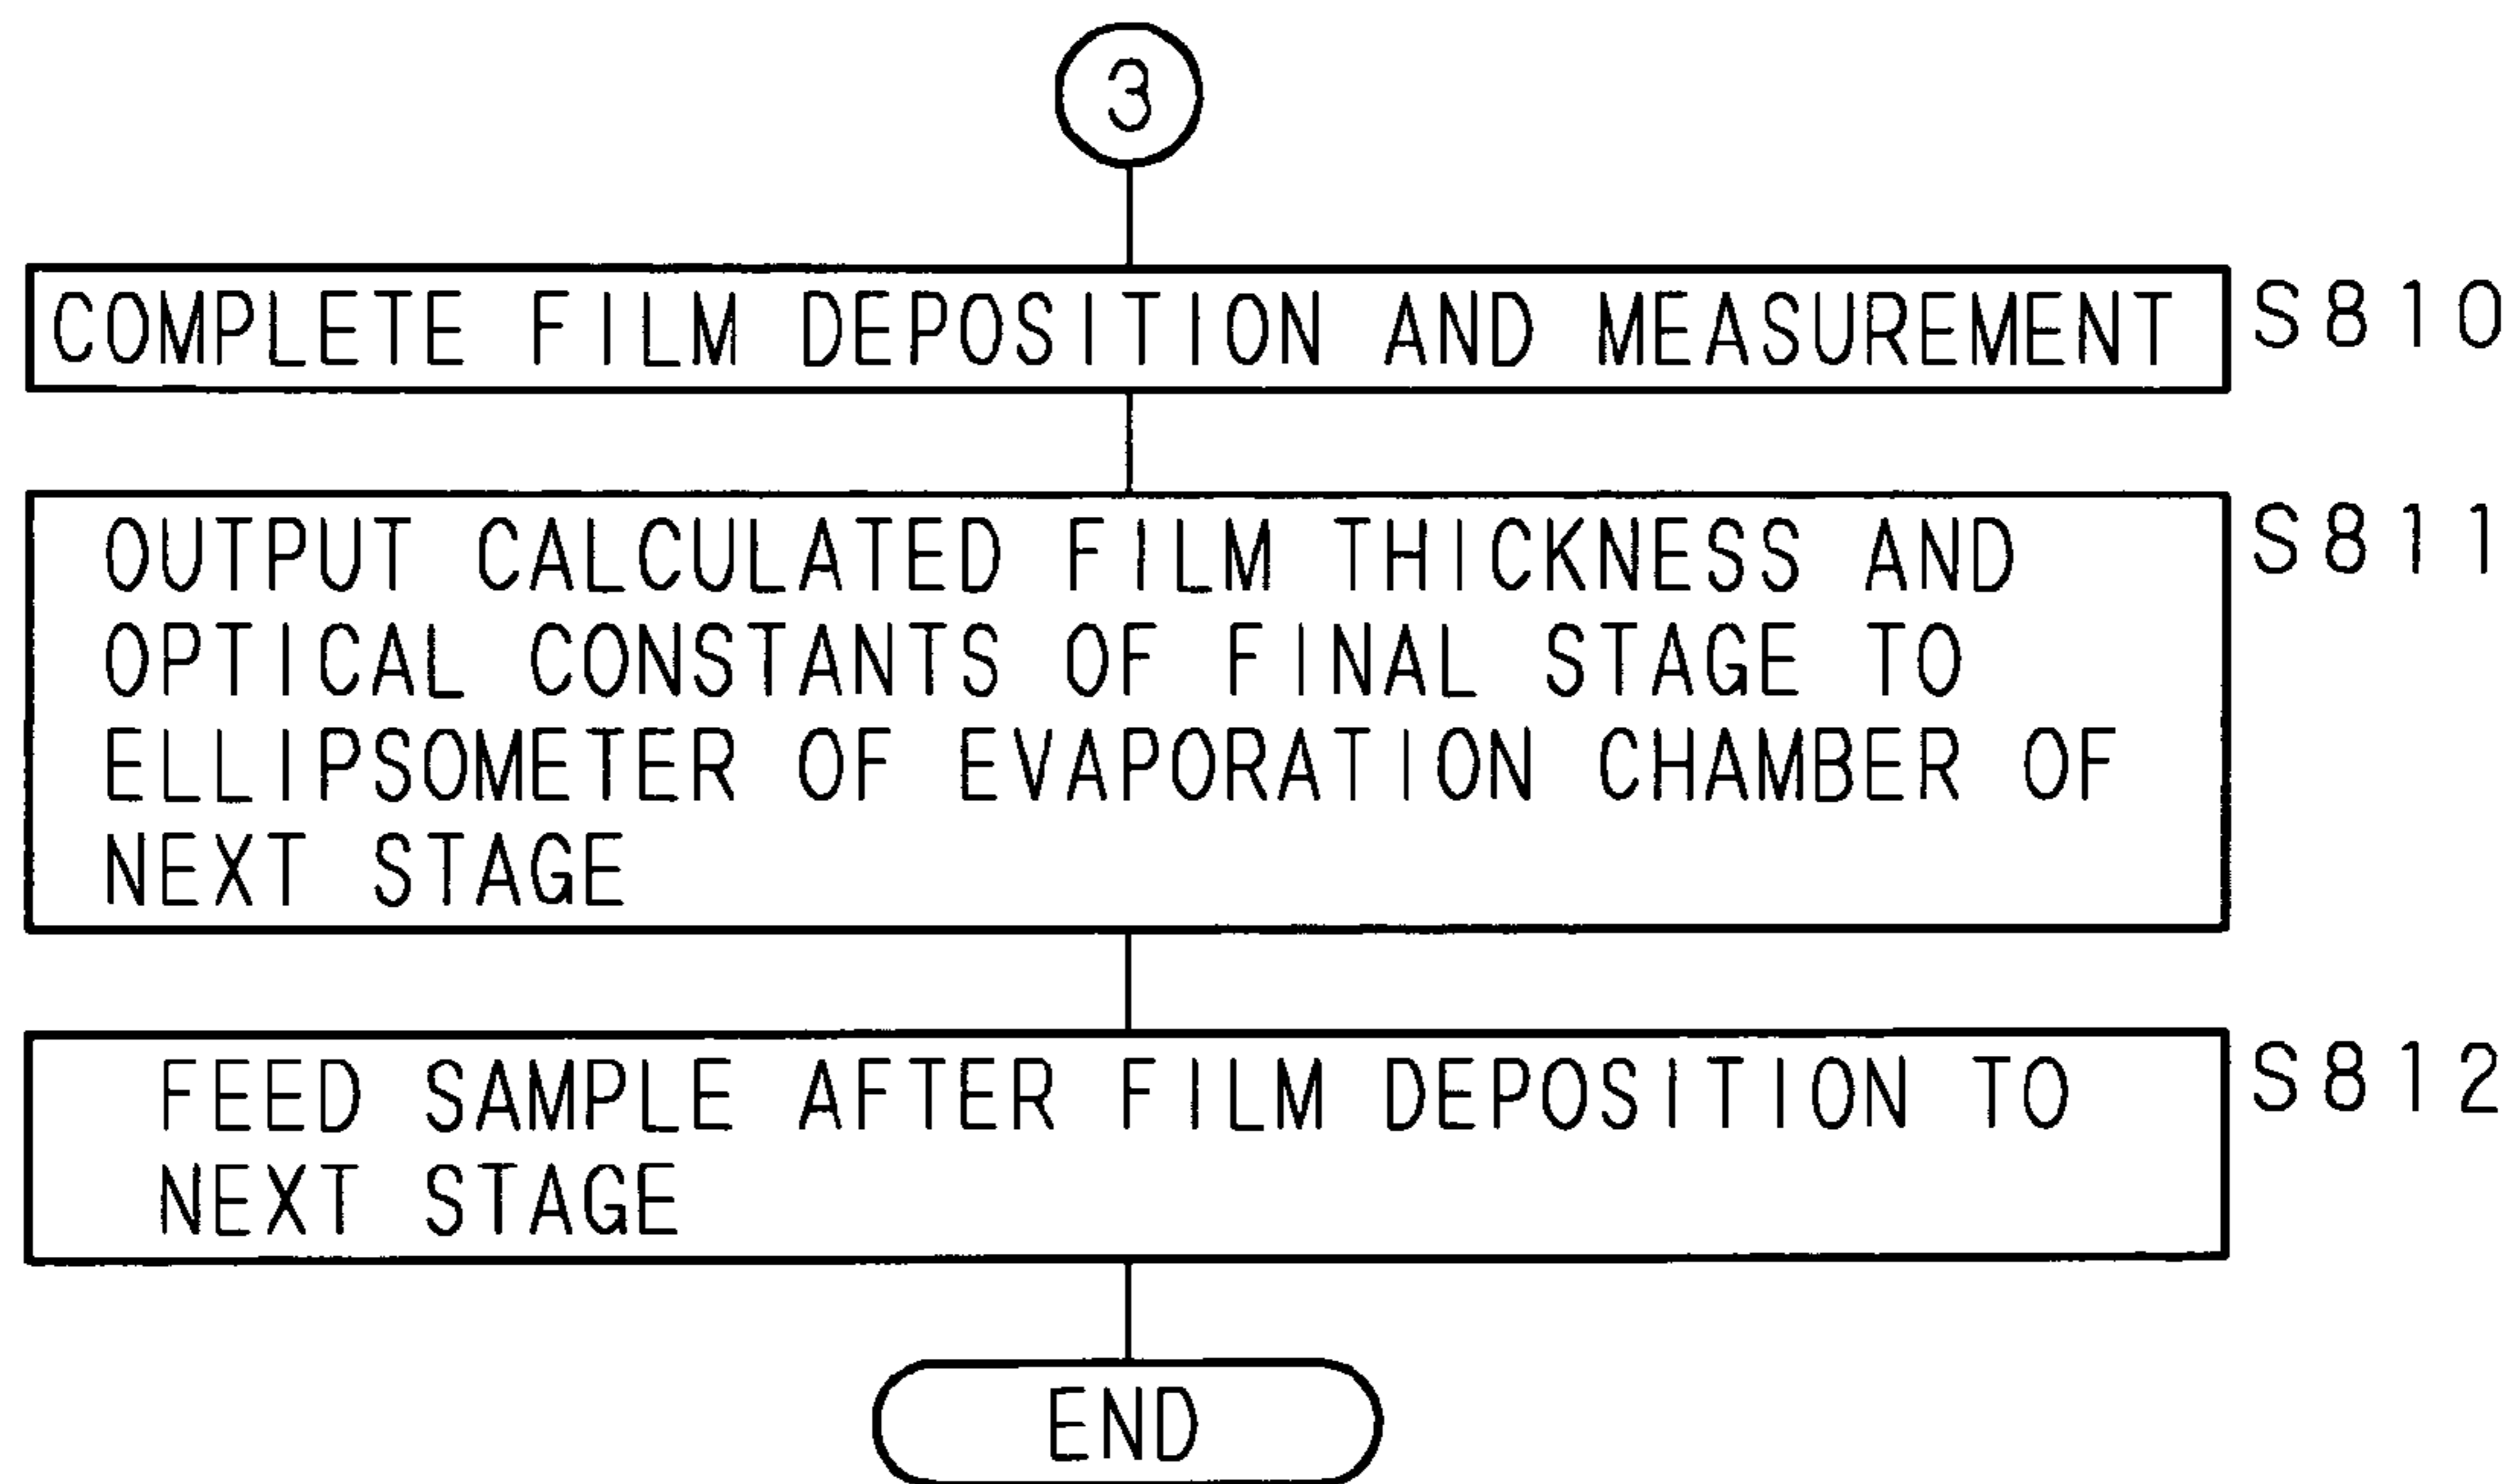 3
COMPLETE FILM DEPOSITION AND MEASUREMENT S810
OUTPUT CALCULATED FILM THICKNESS AND S811
OPTICAL CONSTANTS OF FINAL STAGE TO
ELLIPSOMETER OF EVAPORATION CHAMBER OF
NEXT STAGE
FEED SAMPLE AFTER FILM DEPOSITION TO S812
NEXT STAGE
END